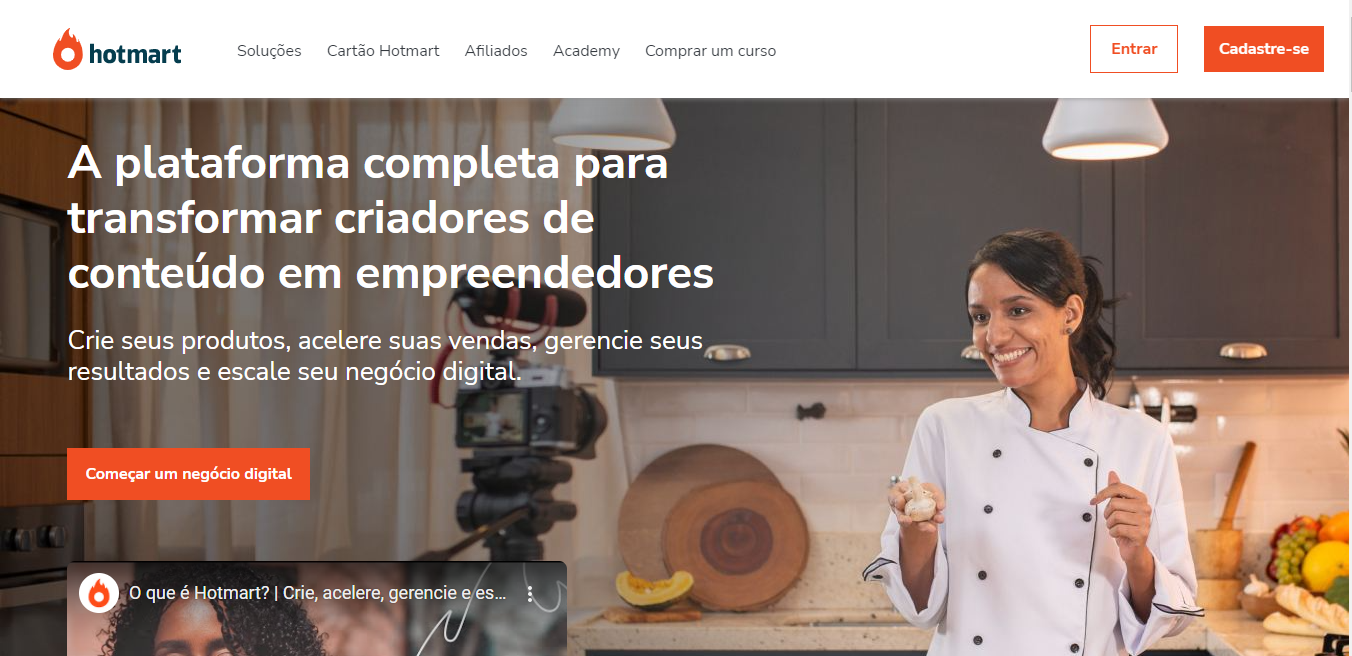 hotmart
Soluções
Cartão Hotmart
Afiliados
Academy
Comprar um curso
Entrar
Cadastre-se
A plataforma completa para
transformar criadores de
conteúdo em empreendedores
Crie seus produtos, acelere suas vendas, gerencie seus
resultados e escale seu negócio digital.
Começar um negócio digital
O que é Hotmart? | Crie, acelere, gerencie e es...